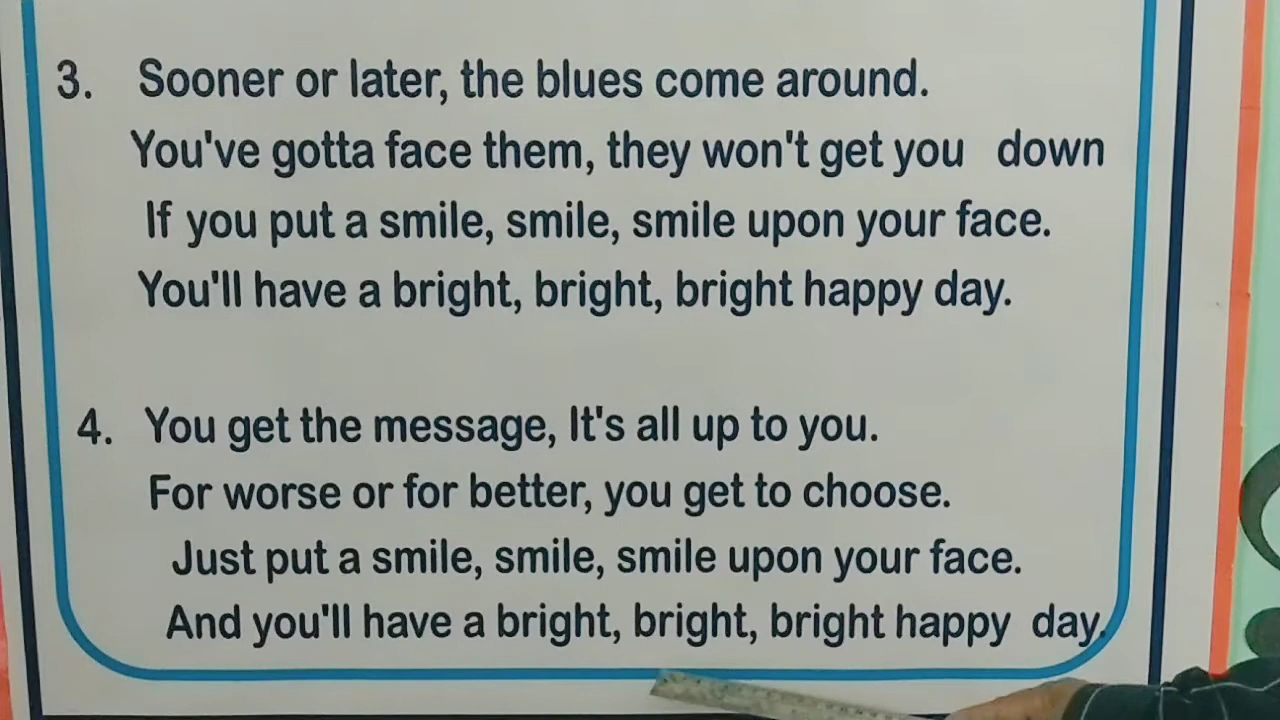 3. Sooner or later, the blues come around.
You've gotta face them, they won't get you down
If you put a smile, smile, smile upon your face.
You'll have a bright, bright, bright happy day.
4. You get the message, It's all up to you.
For worse or for better, you get to choose.
Just put a smile, smile, smile upon your face.
And you'll have a bright, bright, bright happy day.